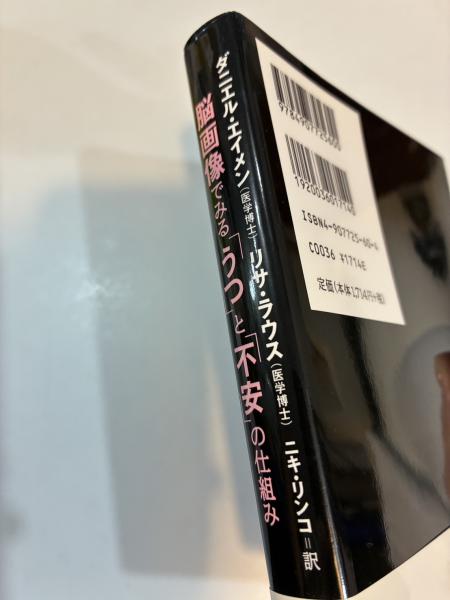 ダニエル・エイメン(医学博士) リサ・ラウス(医学博士) ニキ・リンコ=訳
脳画像でみる「うつ」と「不安」の仕組み
9784907725600
1920036017140
ISBN4-907725-60-6
C0036 ¥1714E
定価(本体1,714円+税)